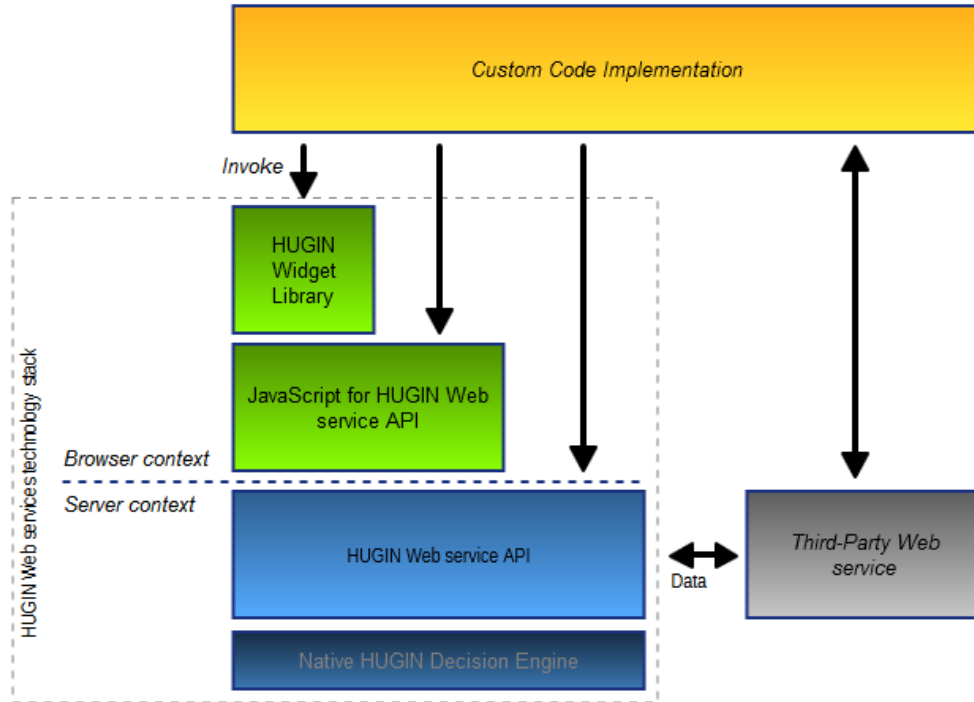 Custom Code Implementation
Invoke
HUGIN
Widget
Library
JavaScript for HUGIN Web
service API
HUGIN Web services technology stack
Browser context
Server context
HUGIN Web service API
Data
Third-Party Web
service
Native HUGIN Decision Engine